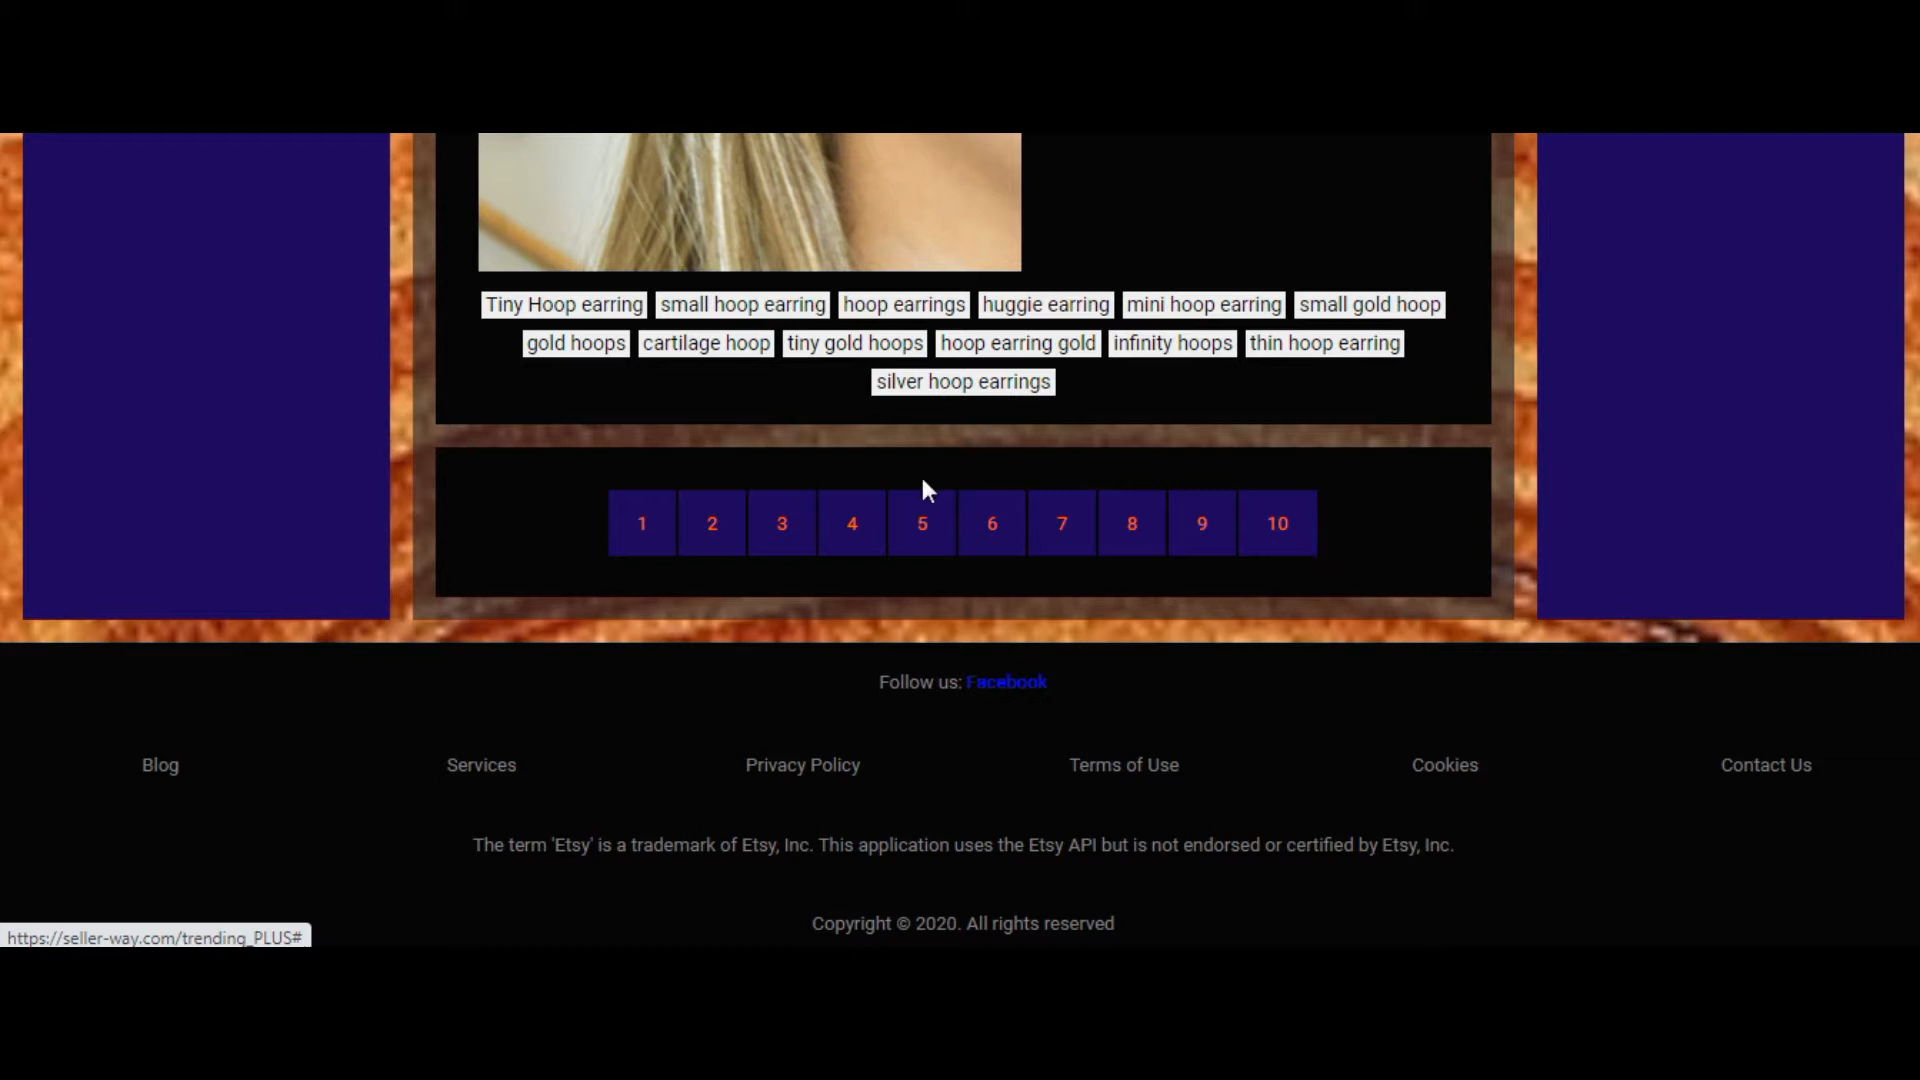 Tiny Hoop earring small hoop earring hoop earrings huggie earring mini hoop earring small gold hoop
gold hoops cartilage hoop tiny gold hoops hoop earring gold infinity hoops thin hoop earring
silver hoop earrings
1 2 3 4 5 6 7 8 9 10
Follow us: Facebook
Blog Services Privacy Policy Terms of Use Cookies Contact Us
The term 'Etsy' is a trademark of Etsy, Inc. This application uses the Etsy API but is not endorsed or certified by Etsy, Inc.
Copyright © 2020. All rights reserved
https://seller-way.com/trending_PLUS#